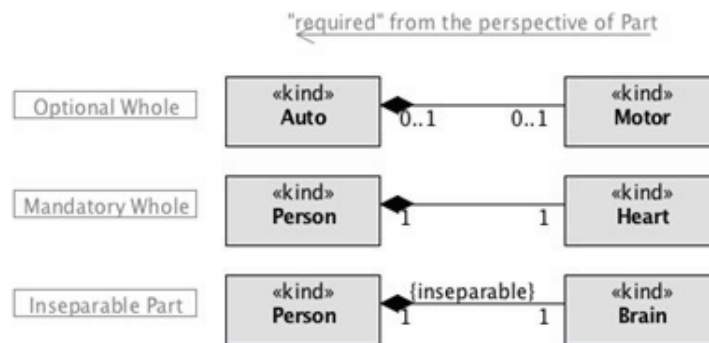 "required" from the perspective of Part
Optional Whole
«kind»
Auto
0..1
0..1
«kind»
Motor
Mandatory Whole
«kind»
Person
1
1
«kind»
Heart
Inseparable Part
«kind»
Person
{inseparable}
1
1
«kind»
Brain